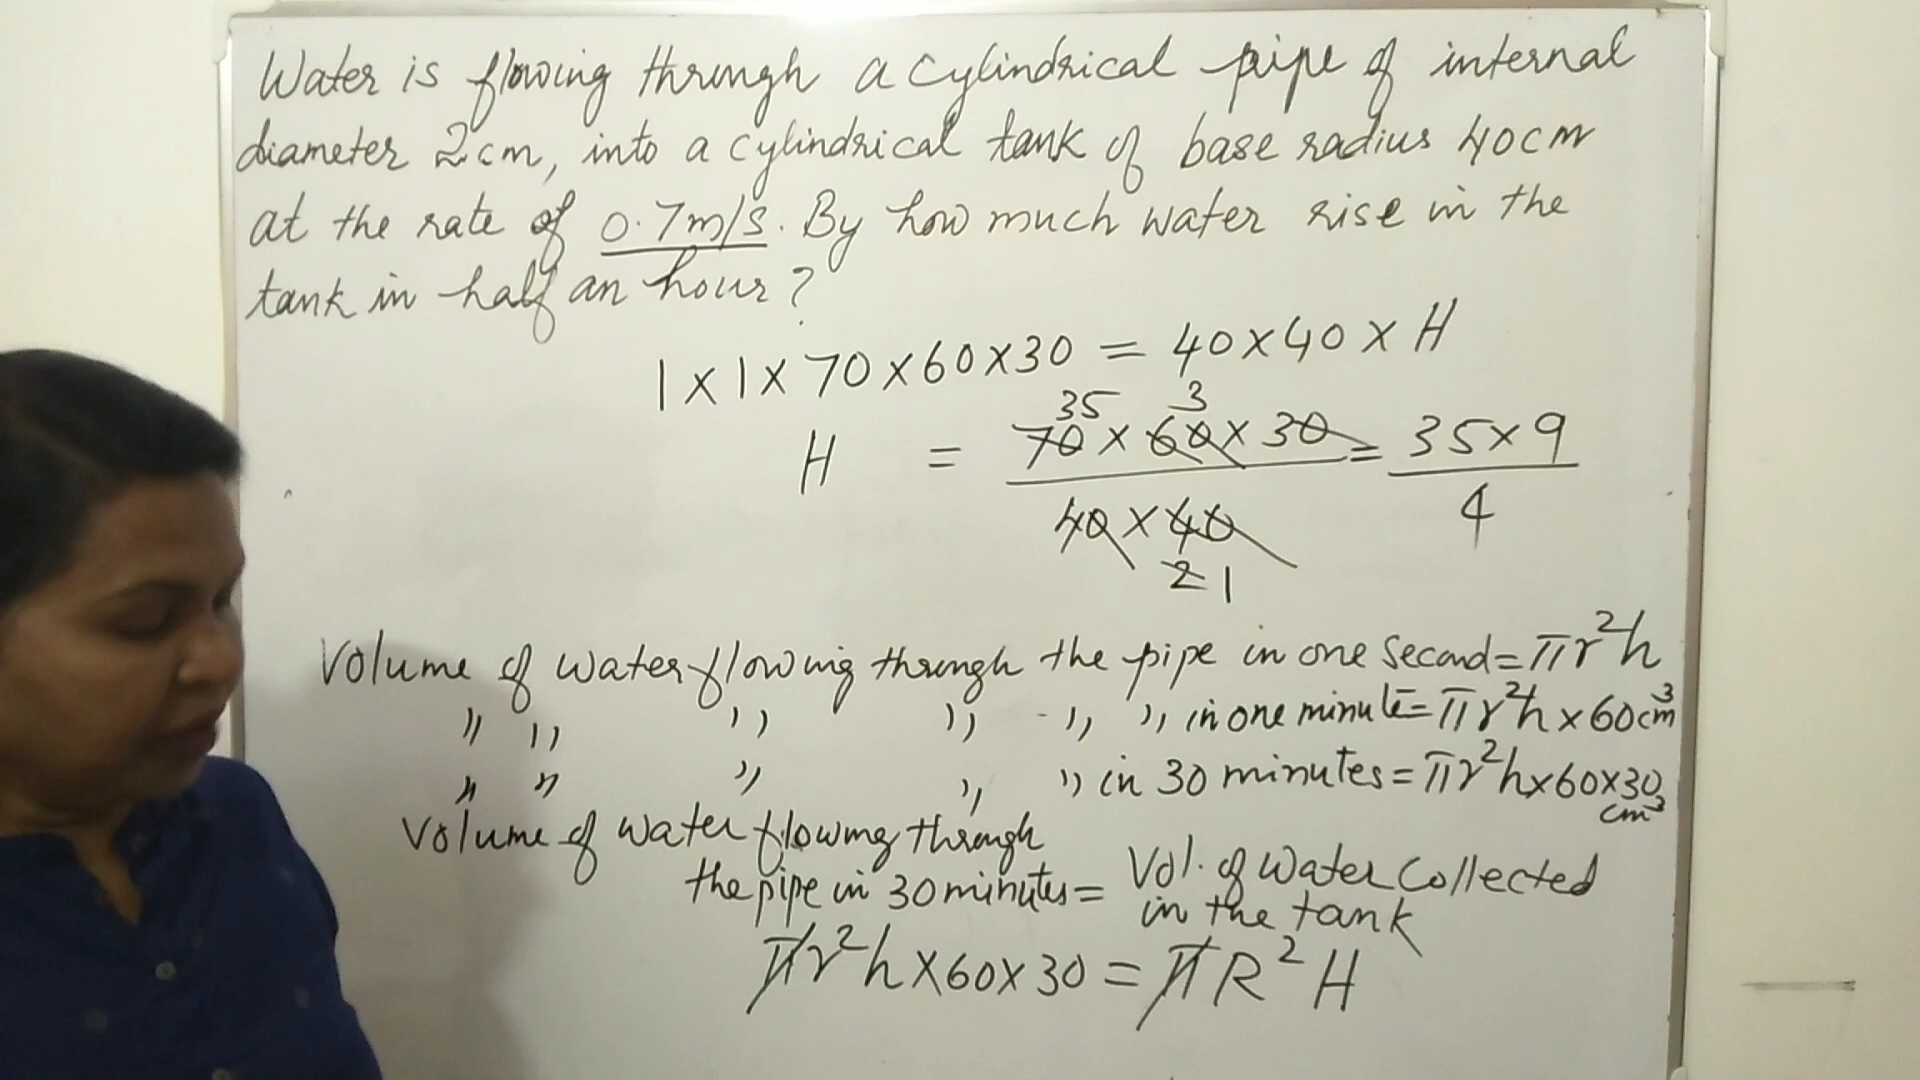 Water is flowing through a cylindrical pipe of internal
diameter 2cm, into a cylindrical tank of base radius 40cm
at the rate of 0.7m/s. By how much water rise in the
tank in half an hour?
1 x 1 x 70 x 60 x 30 = 40 x 40 x H
35 3
H = 70 x 60 x 30 = 35 x 9
40 x 40 4
2 1
Volume of water flowing through the pipe in one second = πr²h
" " " " " " in one minute = πr²h x 60cm³
" " " " " in 30 minutes = πr²h x 60 x 30
cm³
Volume of water flowing through
the pipe in 30 minutes = Vol. of water collected
in the tank
πr²h x 60 x 30 = πR²H